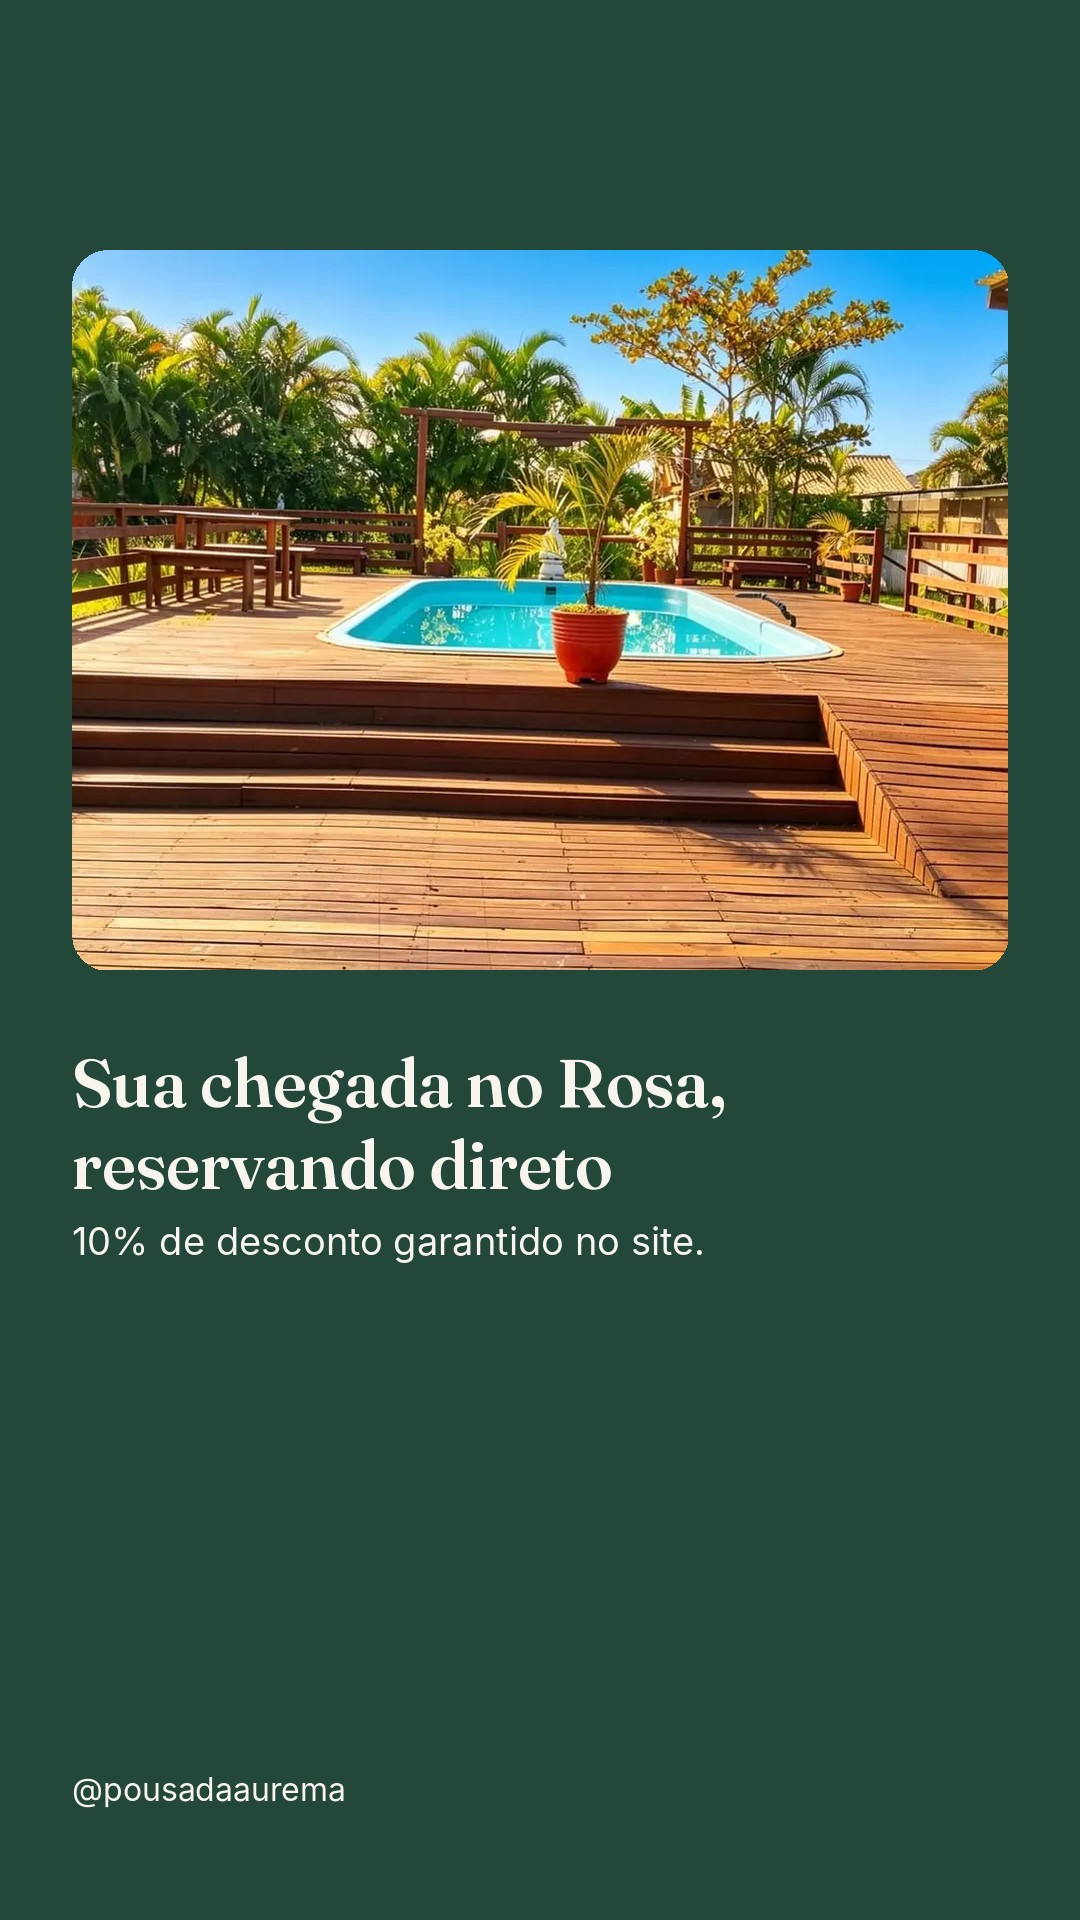 Sua chegada no Rosa,
reservando direto
10% de desconto garantido no site.
@pousadaaurema